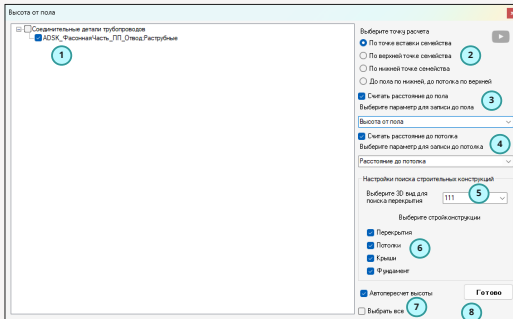 Высота от пола
Соединительные детали трубопроводов
ADSK_ФасоннаяЧасть_ПП_Отвод_Раструбные
1
Выберите точку расчета
По точке вставки семейства
По верхней точке семейства
2
По нижней точке семейства
До пола по нижней, до потолка по верхней
Считать расстояние до пола
3
Выберите параметр для записи до пола
Высота от пола
Считать расстояние до потолка
4
Выберите параметр для записи до потолка
Расстояние до потолка
Настройки поиска строительных конструкций
Выберите 3D вид для
поиска перекрытия
111
5
Выберите стройконструкции
Перекрытия
Потолки
6
Крыши
Фундамент
Автопересчет высоты
Готово
Выбрать все
7
8